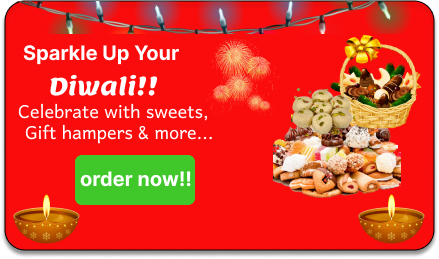 Sparkle Up Your
Diwali!!
Celebrate with sweets,
Gift hampers & more...
order now!!